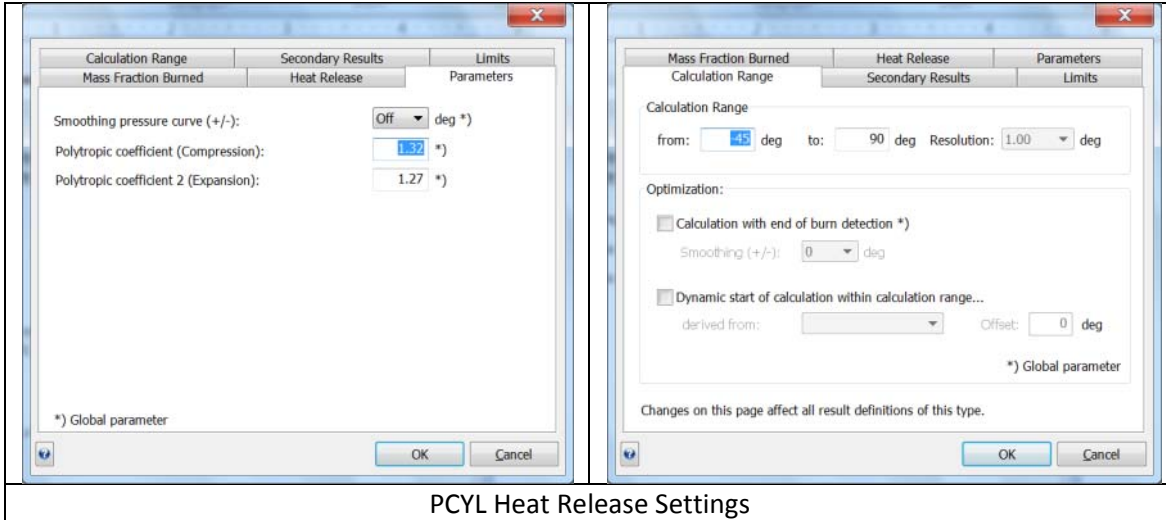 Calculation Range Secondary Results Limits
Mass Fraction Burned Heat Release Parameters
Smoothing pressure curve (+/-): Off deg *)
Polytropic coefficient (Compression): 1.32 *)
Polytropic coefficient 2 (Expansion): 1.27 *)
*) Global parameter
OK Cancel
Mass Fraction Burned Heat Release Parameters
Calculation Range Secondary Results Limits
Calculation Range
from: -45 deg to: 90 deg Resolution: 1.00 deg
Optimization:
Calculation with end of burn detection *)
Smoothing (+/-): 0 deg
Dynamic start of calculation within calculation range...
derived from: Offset: 0 deg
*) Global parameter
Changes on this page affect all result definitions of this type.
OK Cancel
PCYL Heat Release Settings